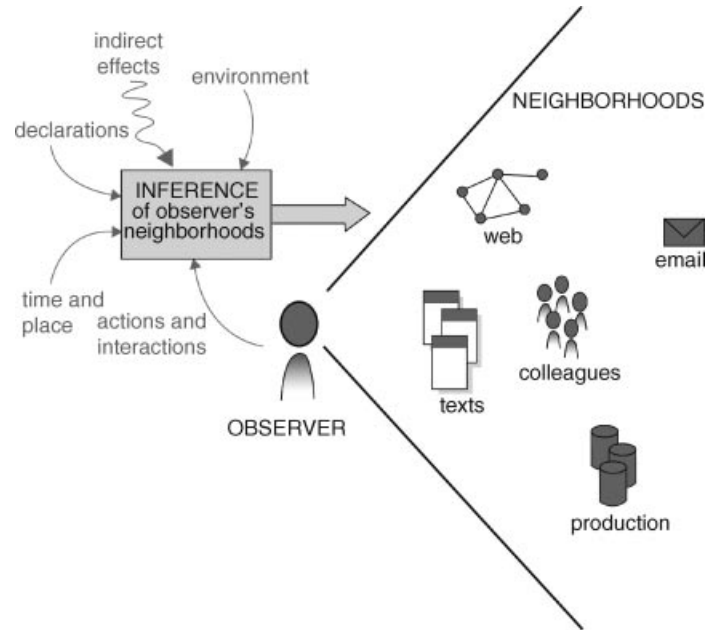 indirect
effects
environment
declarations
INFERENCE
of observer's
neighborhoods
time and
place
actions and
interactions
OBSERVER
NEIGHBORHOODS
web
email
texts
colleagues
production